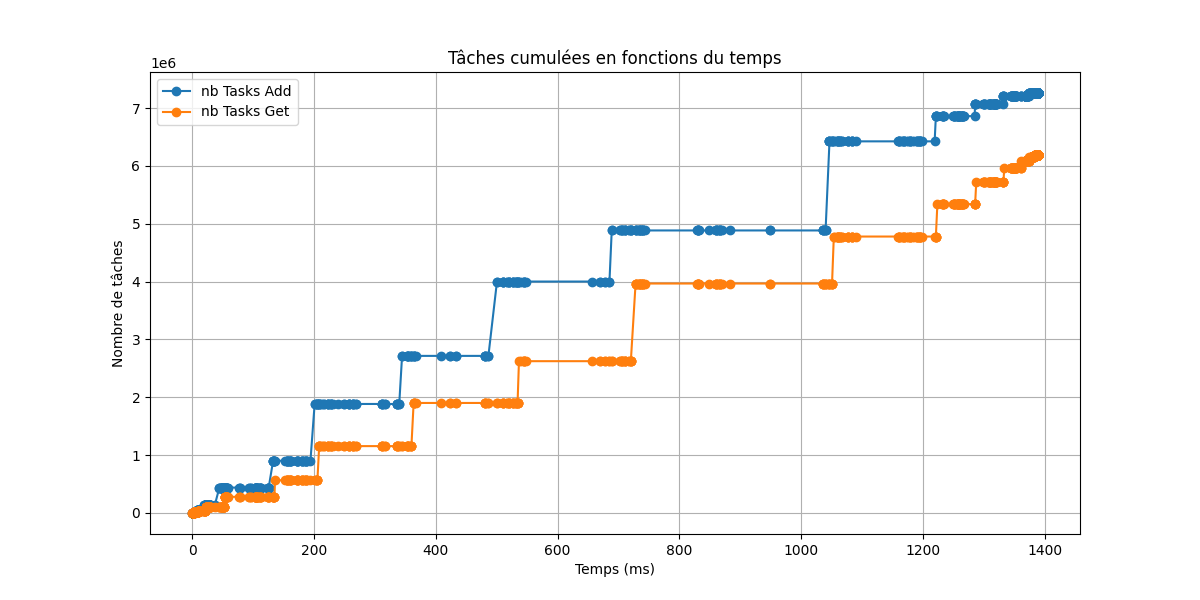 Tâches cumulées en fonctions du temps
1e6
nb Tasks Add
nb Tasks Get
7
6
5
4
3
2
1
0
Nombre de tâches
0 200 400 600 800 1000 1200 1400
Temps (ms)